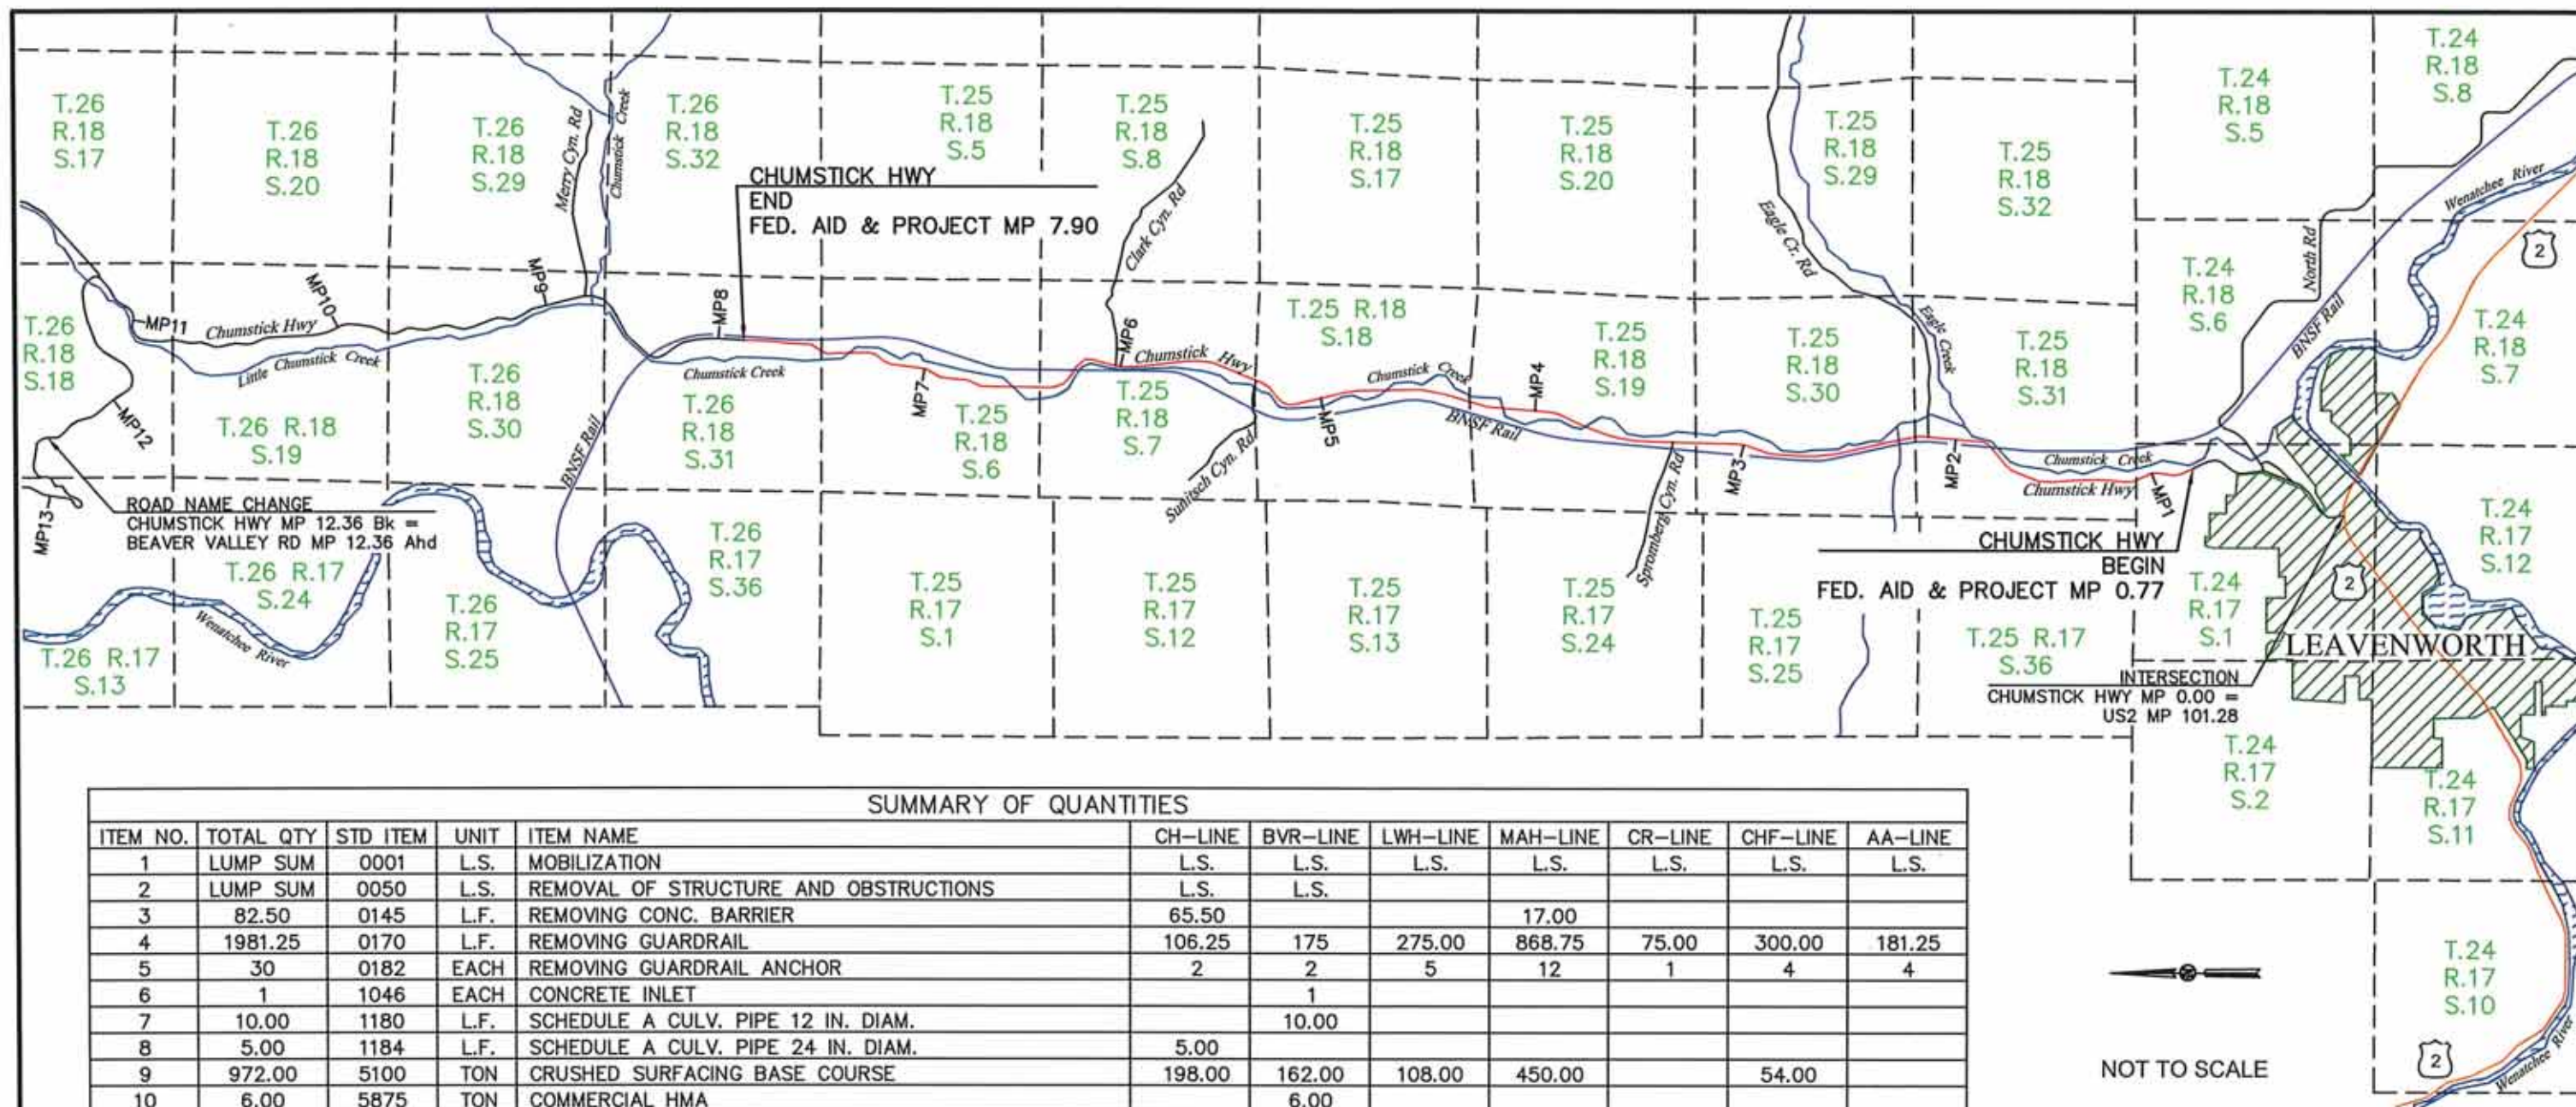 T.26
R.18
S.17
T.26
R.18
S.20
T.26
R.18
S.29
Merry Cyn. Rd
Chumstick Creek
T.26
R.18
S.32
T.25
R.18
S.5
T.25
R.18
S.8
T.25
R.18
S.17
T.25
R.18
S.20
T.25
R.18
S.29
T.25
R.18
S.32
T.24
R.18
S.5
T.24
R.18
S.8
CHUMSTICK HWY
END
FED. AID & PROJECT MP 7.90
Clark Cyn. Rd
Eagle Cr. Rd
Eagle Creek
North Rd
BNSF Rail
Wenatchee River
2
T.26
R.18
S.18
MP11
Chumstick Hwy
MP10
Little Chumstick Creek
MP9
MP8
Chumstick Creek
MP7
MP6
Chumstick Hwy
T.25 R.18
S.18
Chumstick Creek
MP5
BNSF Rail
MP4
T.25
R.18
S.19
T.25
R.18
S.30
T.25
R.18
S.31
T.24
R.18
S.6
T.24
R.18
S.7
MP12
T.26 R.18
S.19
T.26
R.18
S.30
BNSF Rail
T.26
R.18
S.31
T.25
R.18
S.6
T.25
R.18
S.7
Sunitsch Cyn. Rd
Spromberg Cyn. Rd
MP3
MP2
Chumstick Creek
Chumstick Hwy
MP1
MP13
ROAD NAME CHANGE
CHUMSTICK HWY MP 12.36 Bk =
BEAVER VALLEY RD MP 12.36 Ahd
CHUMSTICK HWY
BEGIN
FED. AID & PROJECT MP 0.77
T.26 R.17
S.24
Wenatchee River
T.26 R.17
S.13
T.26
R.17
S.25
T.26
R.17
S.36
T.25
R.17
S.1
T.25
R.17
S.12
T.25
R.17
S.13
T.25
R.17
S.24
T.25
R.17
S.25
T.25 R.17
S.36
T.24
R.17
S.1
2
T.24
R.17
S.12
LEAVENWORTH
INTERSECTION
CHUMSTICK HWY MP 0.00 =
US2 MP 101.28
T.24
R.17
S.2
T.24
R.17
S.11
T.24
R.17
S.10
2
Wenatchee River
NOT TO SCALE
SUMMARY OF QUANTITIES
ITEM NO. TOTAL QTY STD ITEM UNIT ITEM NAME CH-LINE BVR-LINE LWH-LINE MAH-LINE CR-LINE CHF-LINE AA-LINE
1 LUMP SUM 0001 L.S. MOBILIZATION L.S. L.S. L.S. L.S. L.S. L.S. L.S.
2 LUMP SUM 0050 L.S. REMOVAL OF STRUCTURE AND OBSTRUCTIONS L.S. L.S.
3 82.50 0145 L.F. REMOVING CONC. BARRIER 65.50 17.00
4 1981.25 0170 L.F. REMOVING GUARDRAIL 106.25 175 275.00 868.75 75.00 300.00 181.25
5 30 0182 EACH REMOVING GUARDRAIL ANCHOR 2 2 5 12 1 4 4
6 1 1046 EACH CONCRETE INLET 1
7 10.00 1180 L.F. SCHEDULE A CULV. PIPE 12 IN. DIAM. 10.00
8 5.00 1184 L.F. SCHEDULE A CULV. PIPE 24 IN. DIAM. 5.00
9 972.00 5100 TON CRUSHED SURFACING BASE COURSE 198.00 162.00 108.00 450.00 54.00
10 6.00 5875 TON COMMERCIAL HMA 6.00